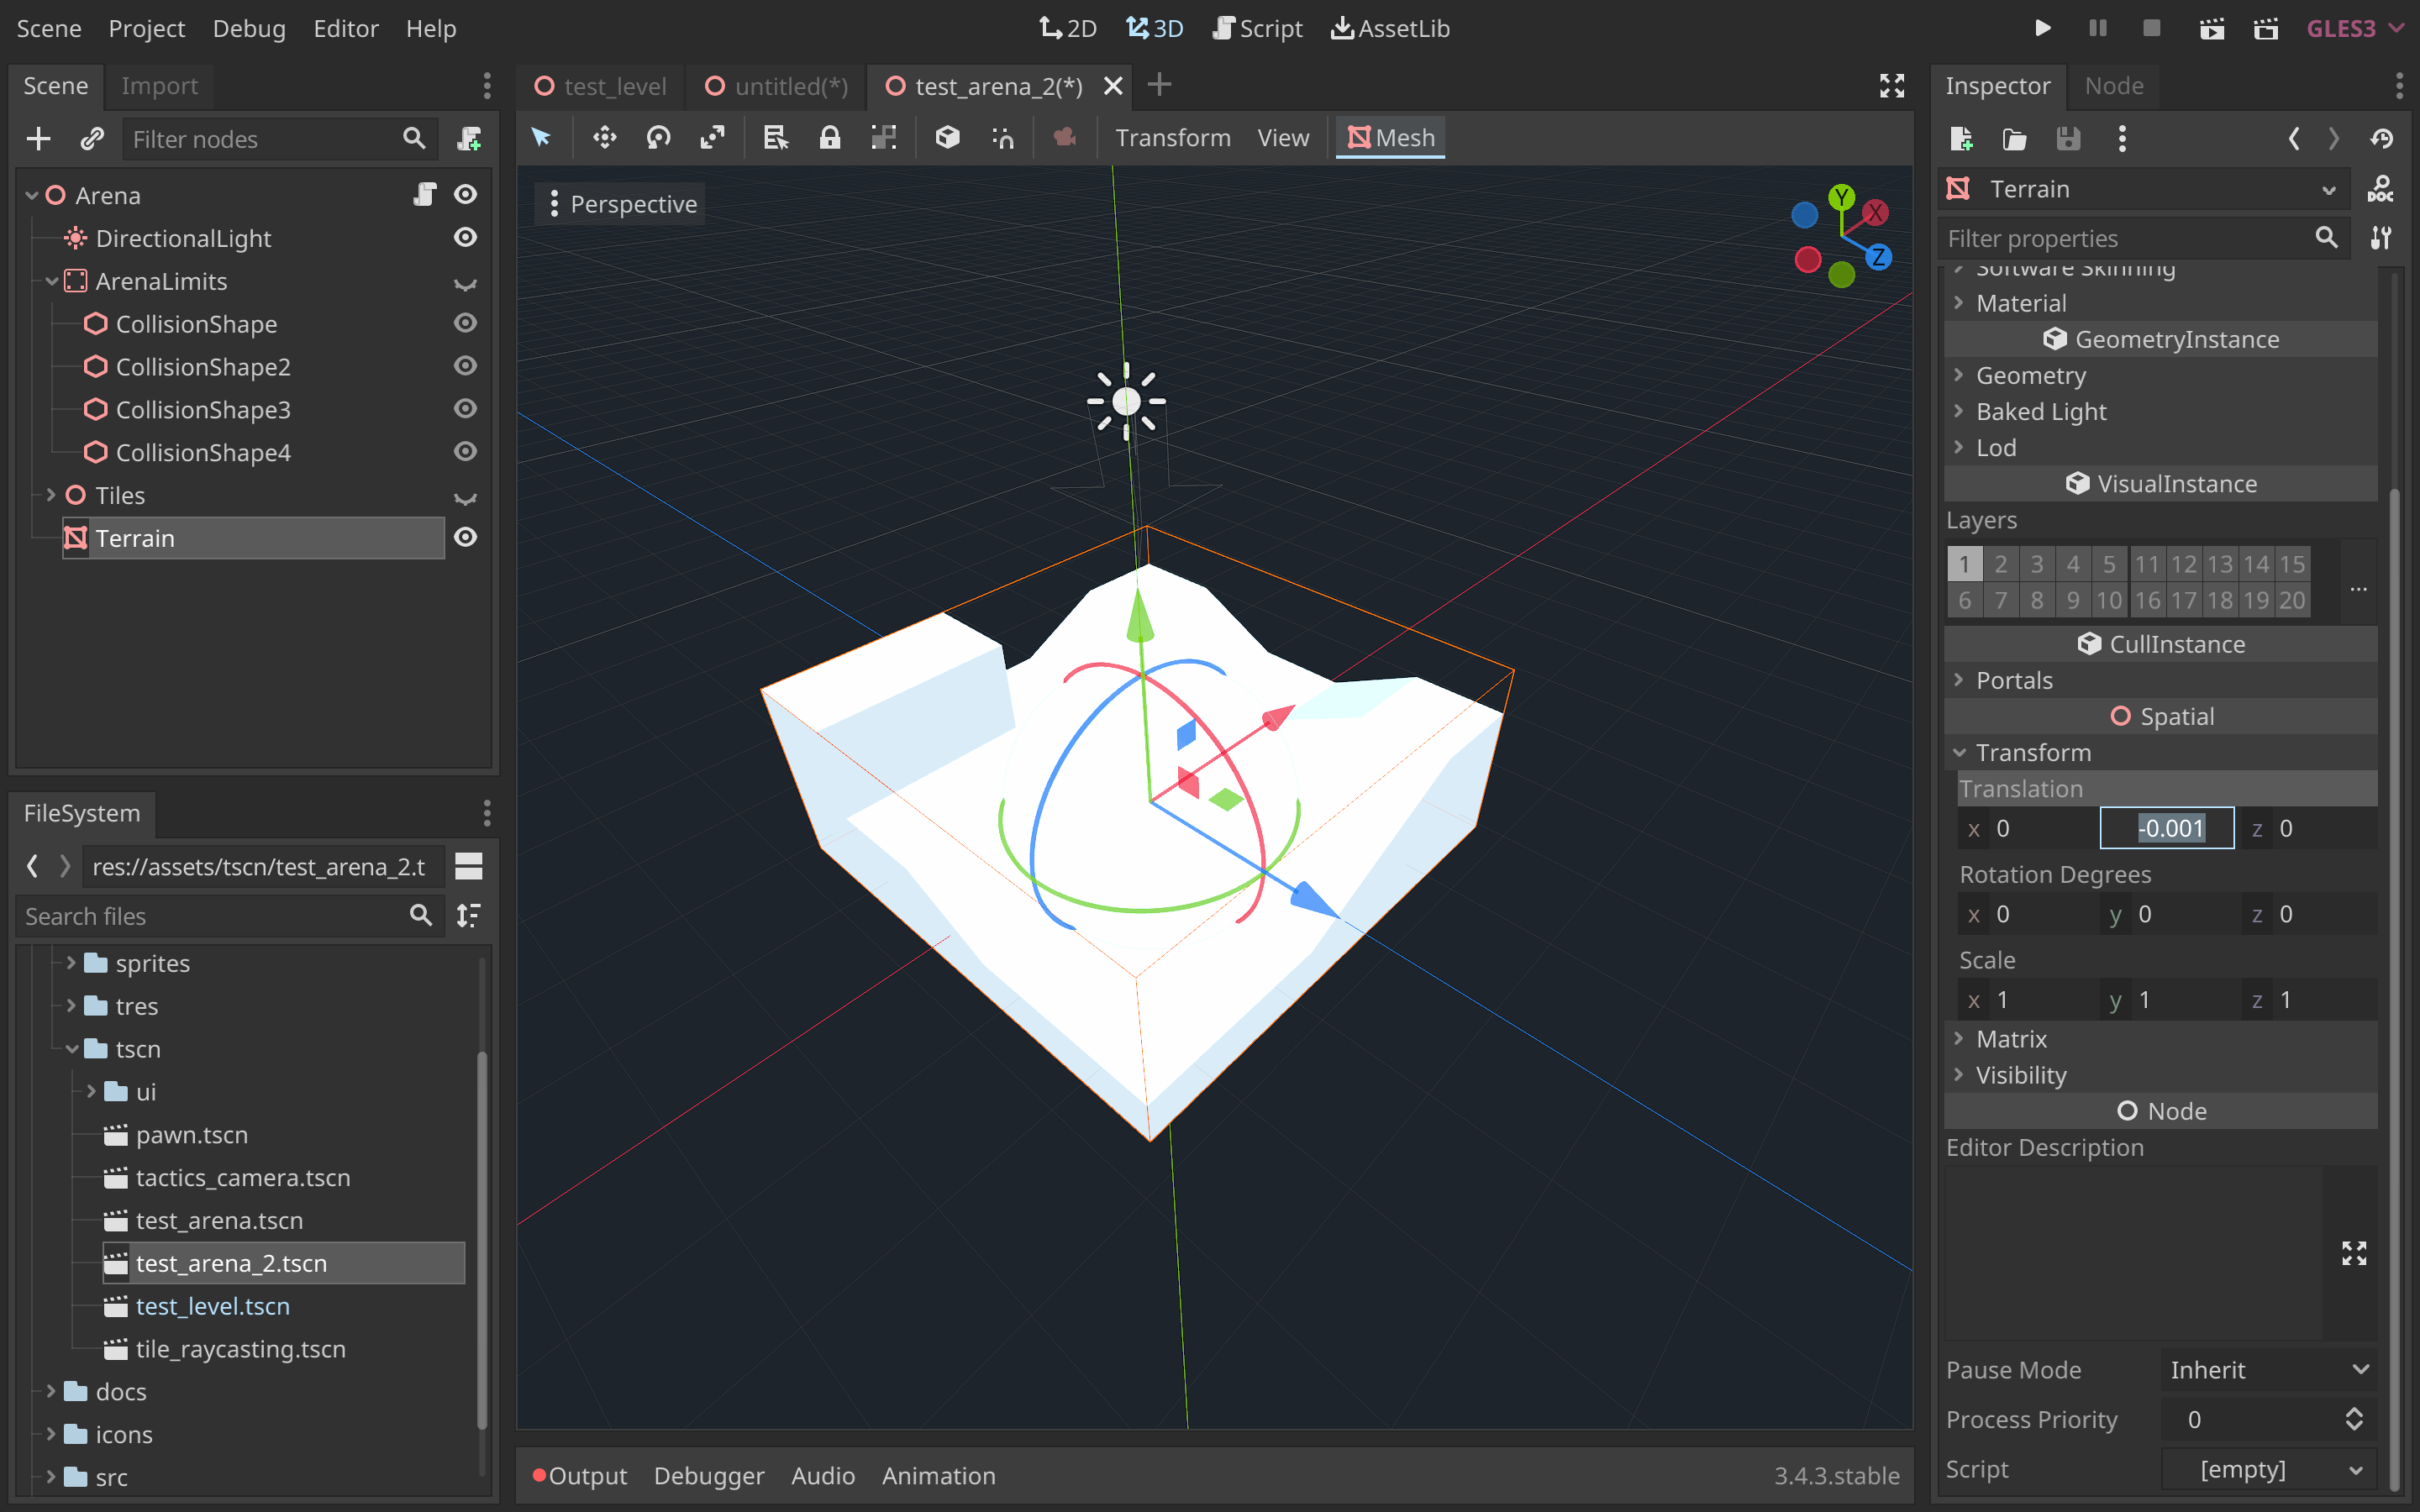 Scene Project Debug Editor Help
2D 3D Script AssetLib
GLES3
Scene Import
Filter nodes
Arena
DirectionalLight
ArenaLimits
CollisionShape
CollisionShape2
CollisionShape3
CollisionShape4
Tiles
Terrain
FileSystem
res://assets/tscn/test_arena_2.t
Search files
sprites
tres
tscn
ui
pawn.tscn
tactics_camera.tscn
test_arena.tscn
test_arena_2.tscn
test_level.tscn
tile_raycasting.tscn
docs
icons
src
test_level untitled(*) test_arena_2(*)
Transform View Mesh
Perspective
Y X Z
Output Debugger Audio Animation 3.4.3.stable
Inspector Node
Terrain
DOC
Filter properties
Software Skinning
Material
GeometryInstance
Geometry
Baked Light
Lod
VisualInstance
Layers
1 2 3 4 5 11 12 13 14 15
6 7 8 9 10 16 17 18 19 20
...
CullInstance
Portals
Spatial
Transform
Translation
x 0 -0.001 z 0
Rotation Degrees
x 0 y 0 z 0
Scale
x 1 y 1 z 1
Matrix
Visibility
Node
Editor Description
Pause Mode Inherit
Process Priority 0
Script [empty]